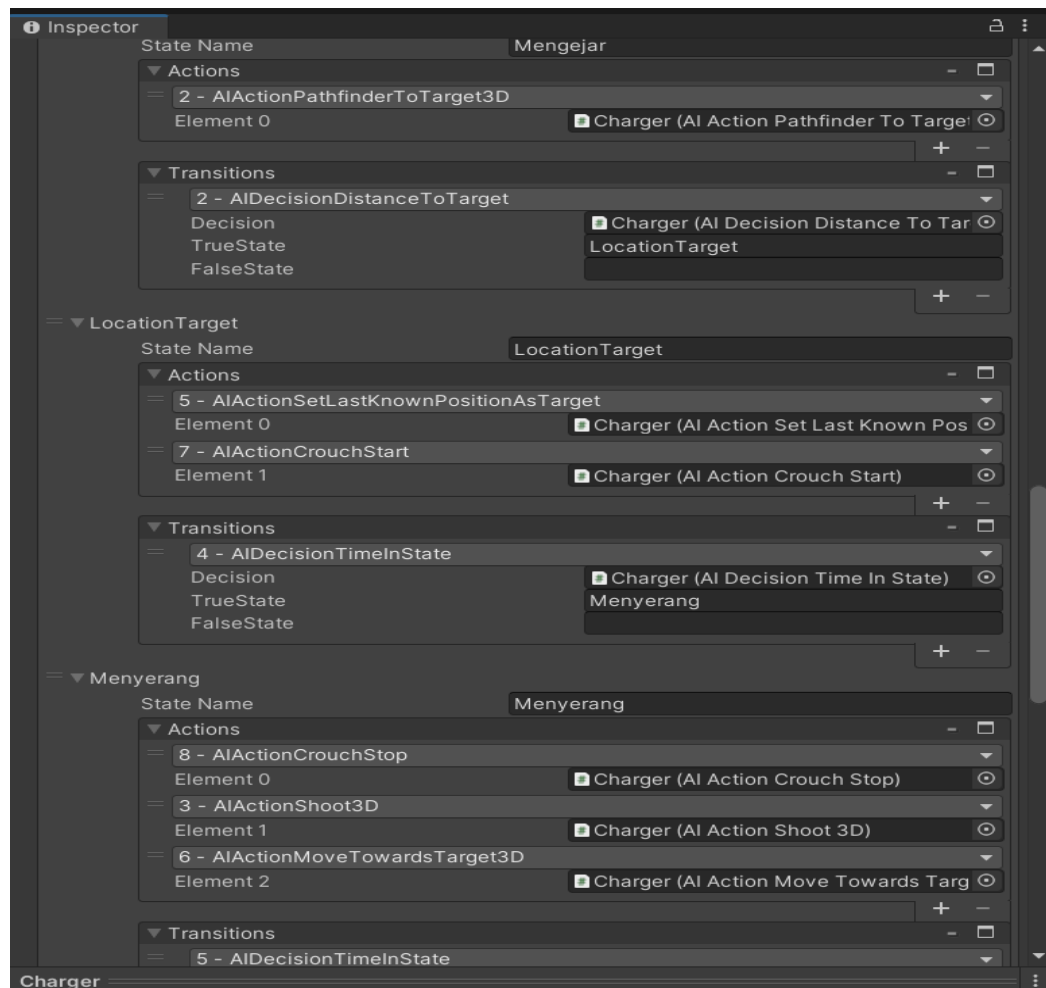 Inspector
State Name Mengejar
Actions
2 - AIActionPathfinderToTarget3D
Element 0 Charger (AI Action Pathfinder To Target
Transitions
2 - AIDecisionDistanceToTarget
Decision Charger (AI Decision Distance To Tar
TrueState LocationTarget
FalseState
LocationTarget
State Name LocationTarget
Actions
5 - AIActionSetLastKnownPositionAsTarget
Element 0 Charger (AI Action Set Last Known Pos
7 - AIActionCrouchStart
Element 1 Charger (AI Action Crouch Start)
Transitions
4 - AIDecisionTimeInState
Decision Charger (AI Decision Time In State)
TrueState Menyerang
FalseState
Menyerang
State Name Menyerang
Actions
8 - AIActionCrouchStop
Element 0 Charger (AI Action Crouch Stop)
3 - AIActionShoot3D
Element 1 Charger (AI Action Shoot 3D)
6 - AIActionMoveTowardsTarget3D
Element 2 Charger (AI Action Move Towards Targ
Transitions
5 - AIDecisionTimeInState
Charger